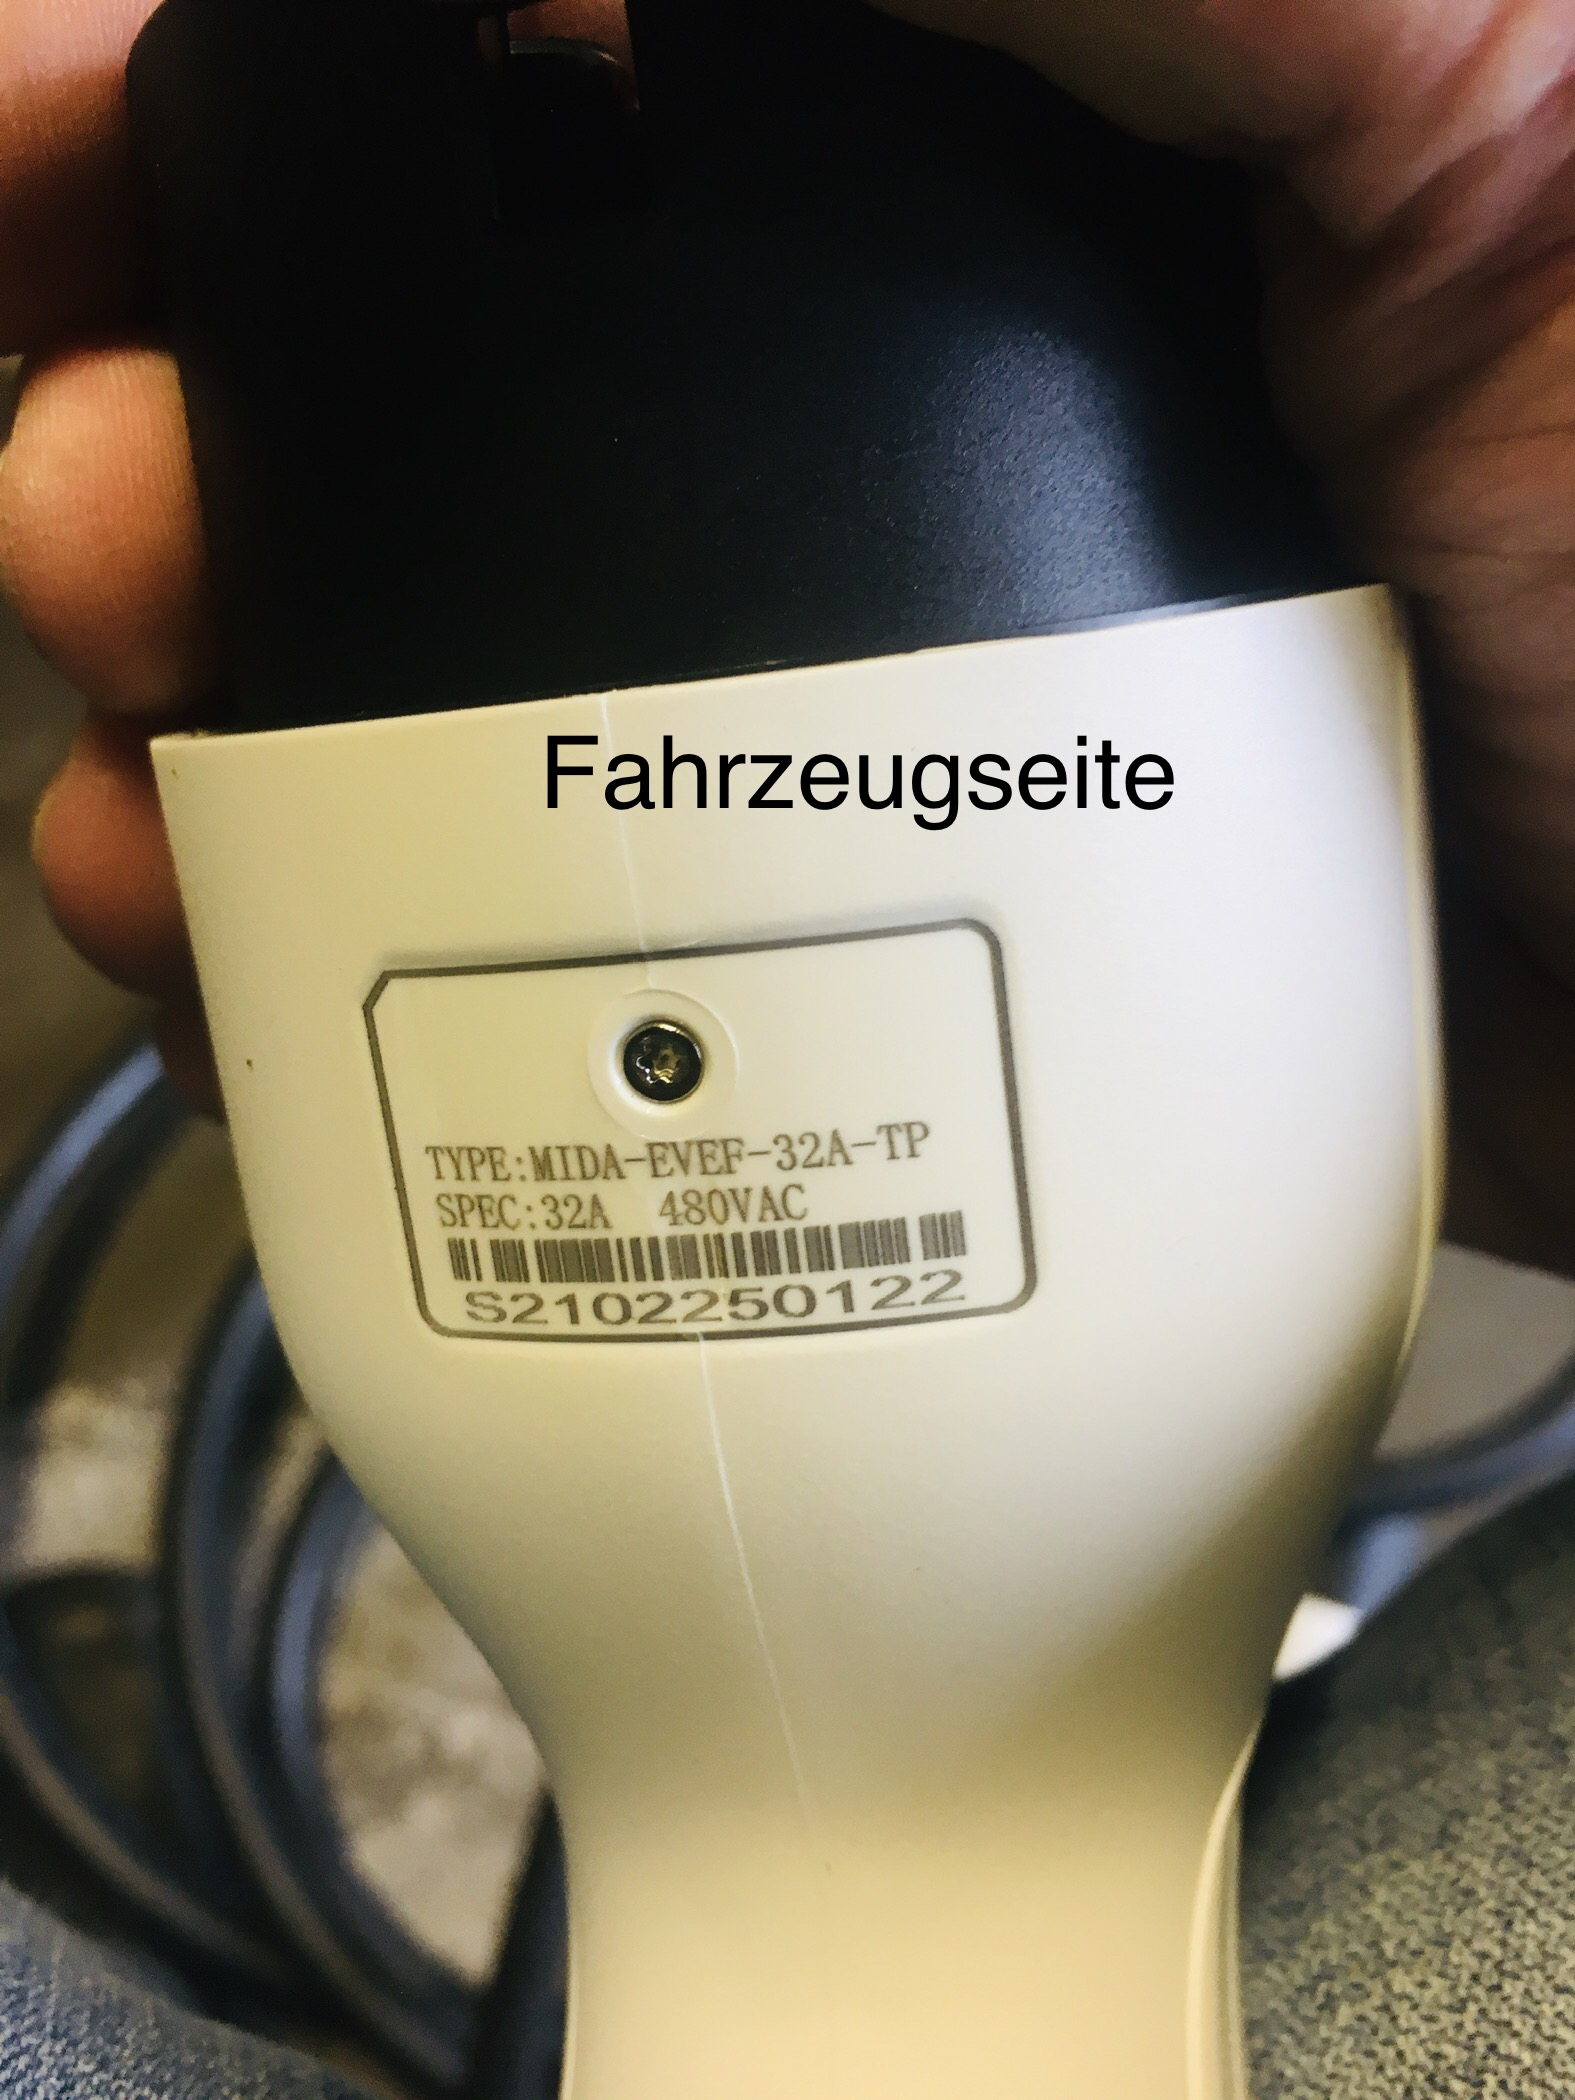 Fahrzeugseite
TYPE:MIDA-EVEF-32A-TP
SPEC:32A 480VAC
S2102250122